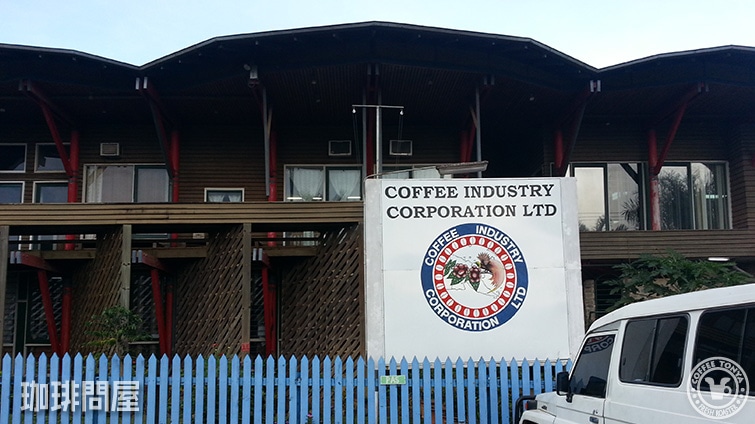 COFFEE INDUSTRY
CORPORATION LTD
COFFEE INDUSTRY
CORPORATION LTD
珈琲問屋
COFFEE TONYA